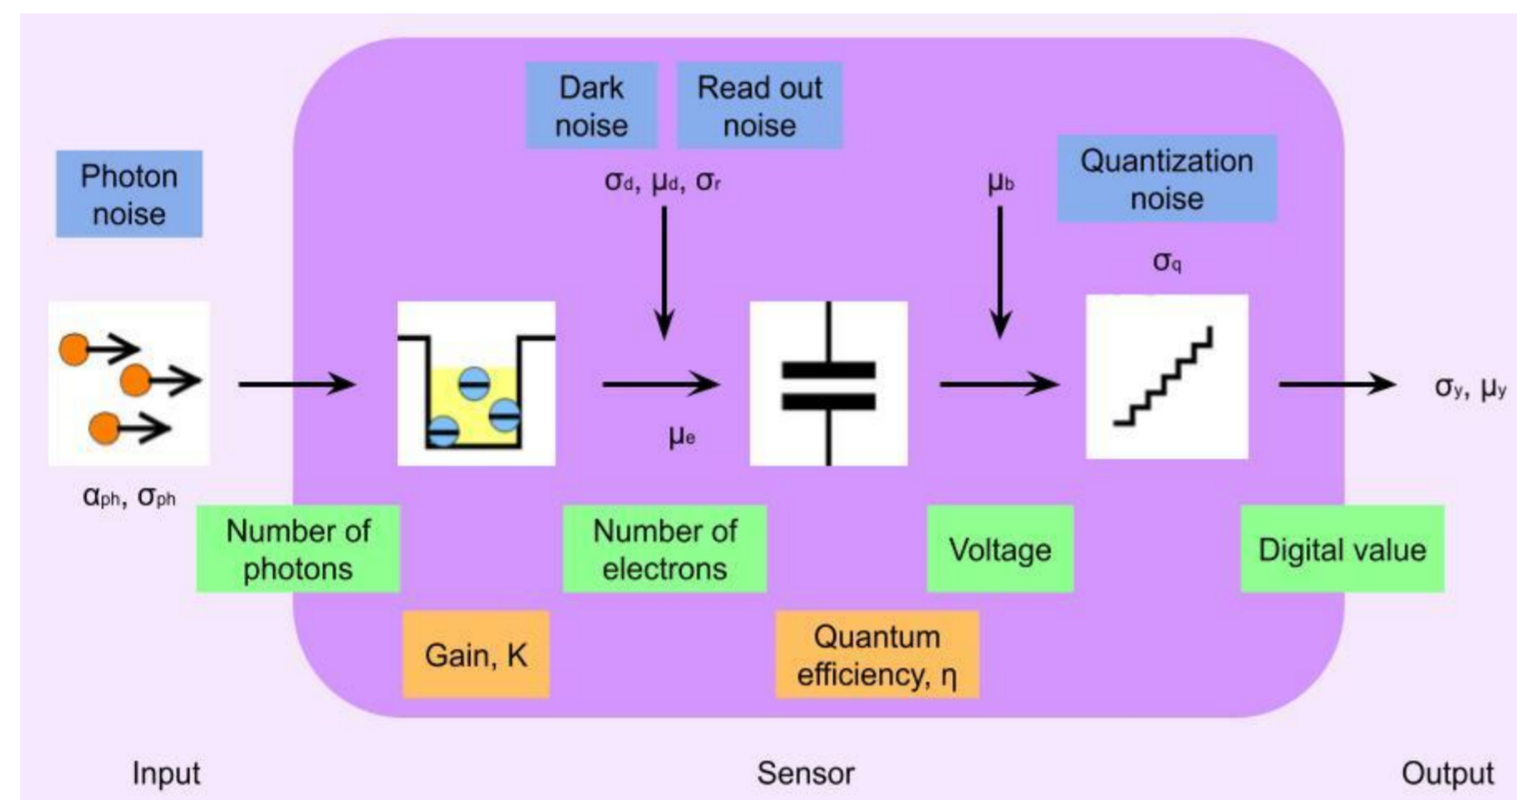 Dark
noise
Read out
noise
Photon
noise
Quantization
noise
σd, μd, σr
μb
σq
σy, μy
μe
αph, σph
Number of
photons
Number of
electrons
Voltage
Digital value
Gain, K
Quantum
efficiency, η
Input
Sensor
Output